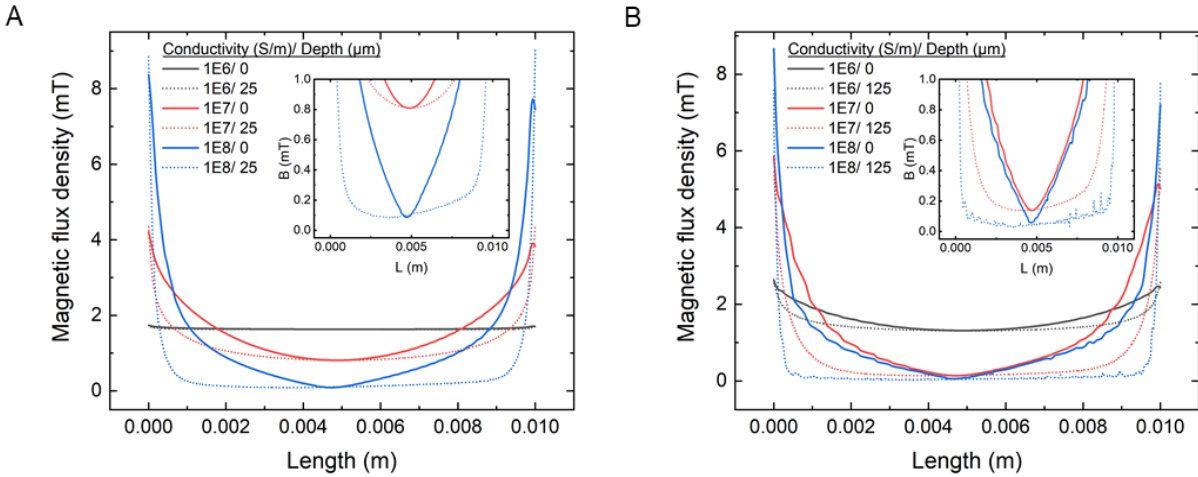 A
Conductivity (S/m)/ Depth (μm)
1E6/ 0
1E6/ 25
1E7/ 0
1E7/ 25
1E8/ 0
1E8/ 25
Magnetic flux density (mT)
8
6
4
2
0
0.000 0.002 0.004 0.006 0.008 0.010
Length (m)
B (mT)
1.0
0.8
0.6
0.4
0.2
0.0
0.000 0.005 0.010
L (m)
B
Conductivity (S/m)/ Depth (μm)
1E6/ 0
1E6/ 125
1E7/ 0
1E7/ 125
1E8/ 0
1E8/ 125
Magnetic flux density (mT)
8
6
4
2
0
0.000 0.002 0.004 0.006 0.008 0.010
Length (m)
B (mT)
1.0
0.8
0.6
0.4
0.2
0.0
0.000 0.005 0.010
L (m)